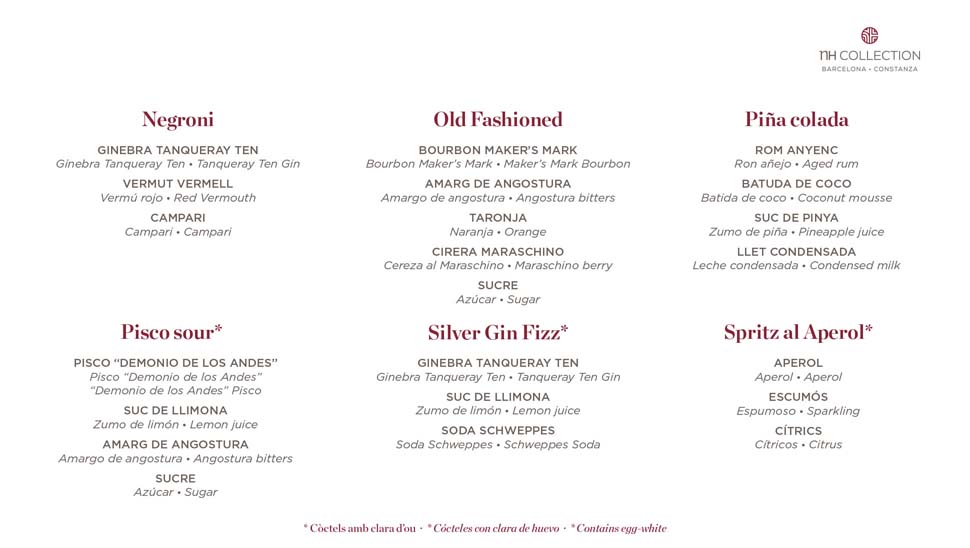 NH COLLECTION
BARCELONA • CONSTANZA
Negroni
GINEBRA TANQUERAY TEN
Ginebra Tanqueray Ten • Tanqueray Ten Gin
VERMUT VERMELL
Vermú rojo • Red Vermouth
CAMPARI
Campari • Campari
Old Fashioned
BOURBON MAKER'S MARK
Bourbon Maker's Mark • Maker's Mark Bourbon
AMARG DE ANGOSTURA
Amargo de angostura • Angostura bitters
TARONJA
Naranja • Orange
CIRERA MARASCHINO
Cereza al Maraschino • Maraschino berry
SUCRE
Azúcar • Sugar
Piña colada
ROM ANYENC
Ron añejo • Aged rum
BATUDA DE COCO
Batida de coco • Coconut mousse
SUC DE PINYA
Zumo de piña • Pineapple juice
LLET CONDENSADA
Leche condensada • Condensed milk
Pisco sour*
PISCO “DEMONIO DE LOS ANDES”
Pisco “Demonio de los Andes”
“Demonio de los Andes” Pisco
SUC DE LLIMONA
Zumo de limón • Lemon juice
AMARG DE ANGOSTURA
Amargo de angostura • Angostura bitters
SUCRE
Azúcar • Sugar
Silver Gin Fizz*
GINEBRA TANQUERAY TEN
Ginebra Tanqueray Ten • Tanqueray Ten Gin
SUC DE LLIMONA
Zumo de limón • Lemon juice
SODA SCHWEPPES
Soda Schweppes • Schweppes Soda
Spritz al Aperol*
APEROL
Aperol • Aperol
ESCUMÓS
Espumoso • Sparkling
CÍTRICS
Cítricos • Citrus
* Còctels amb clara d'ou · * Cócteles con clara de huevo · * Contains egg-white